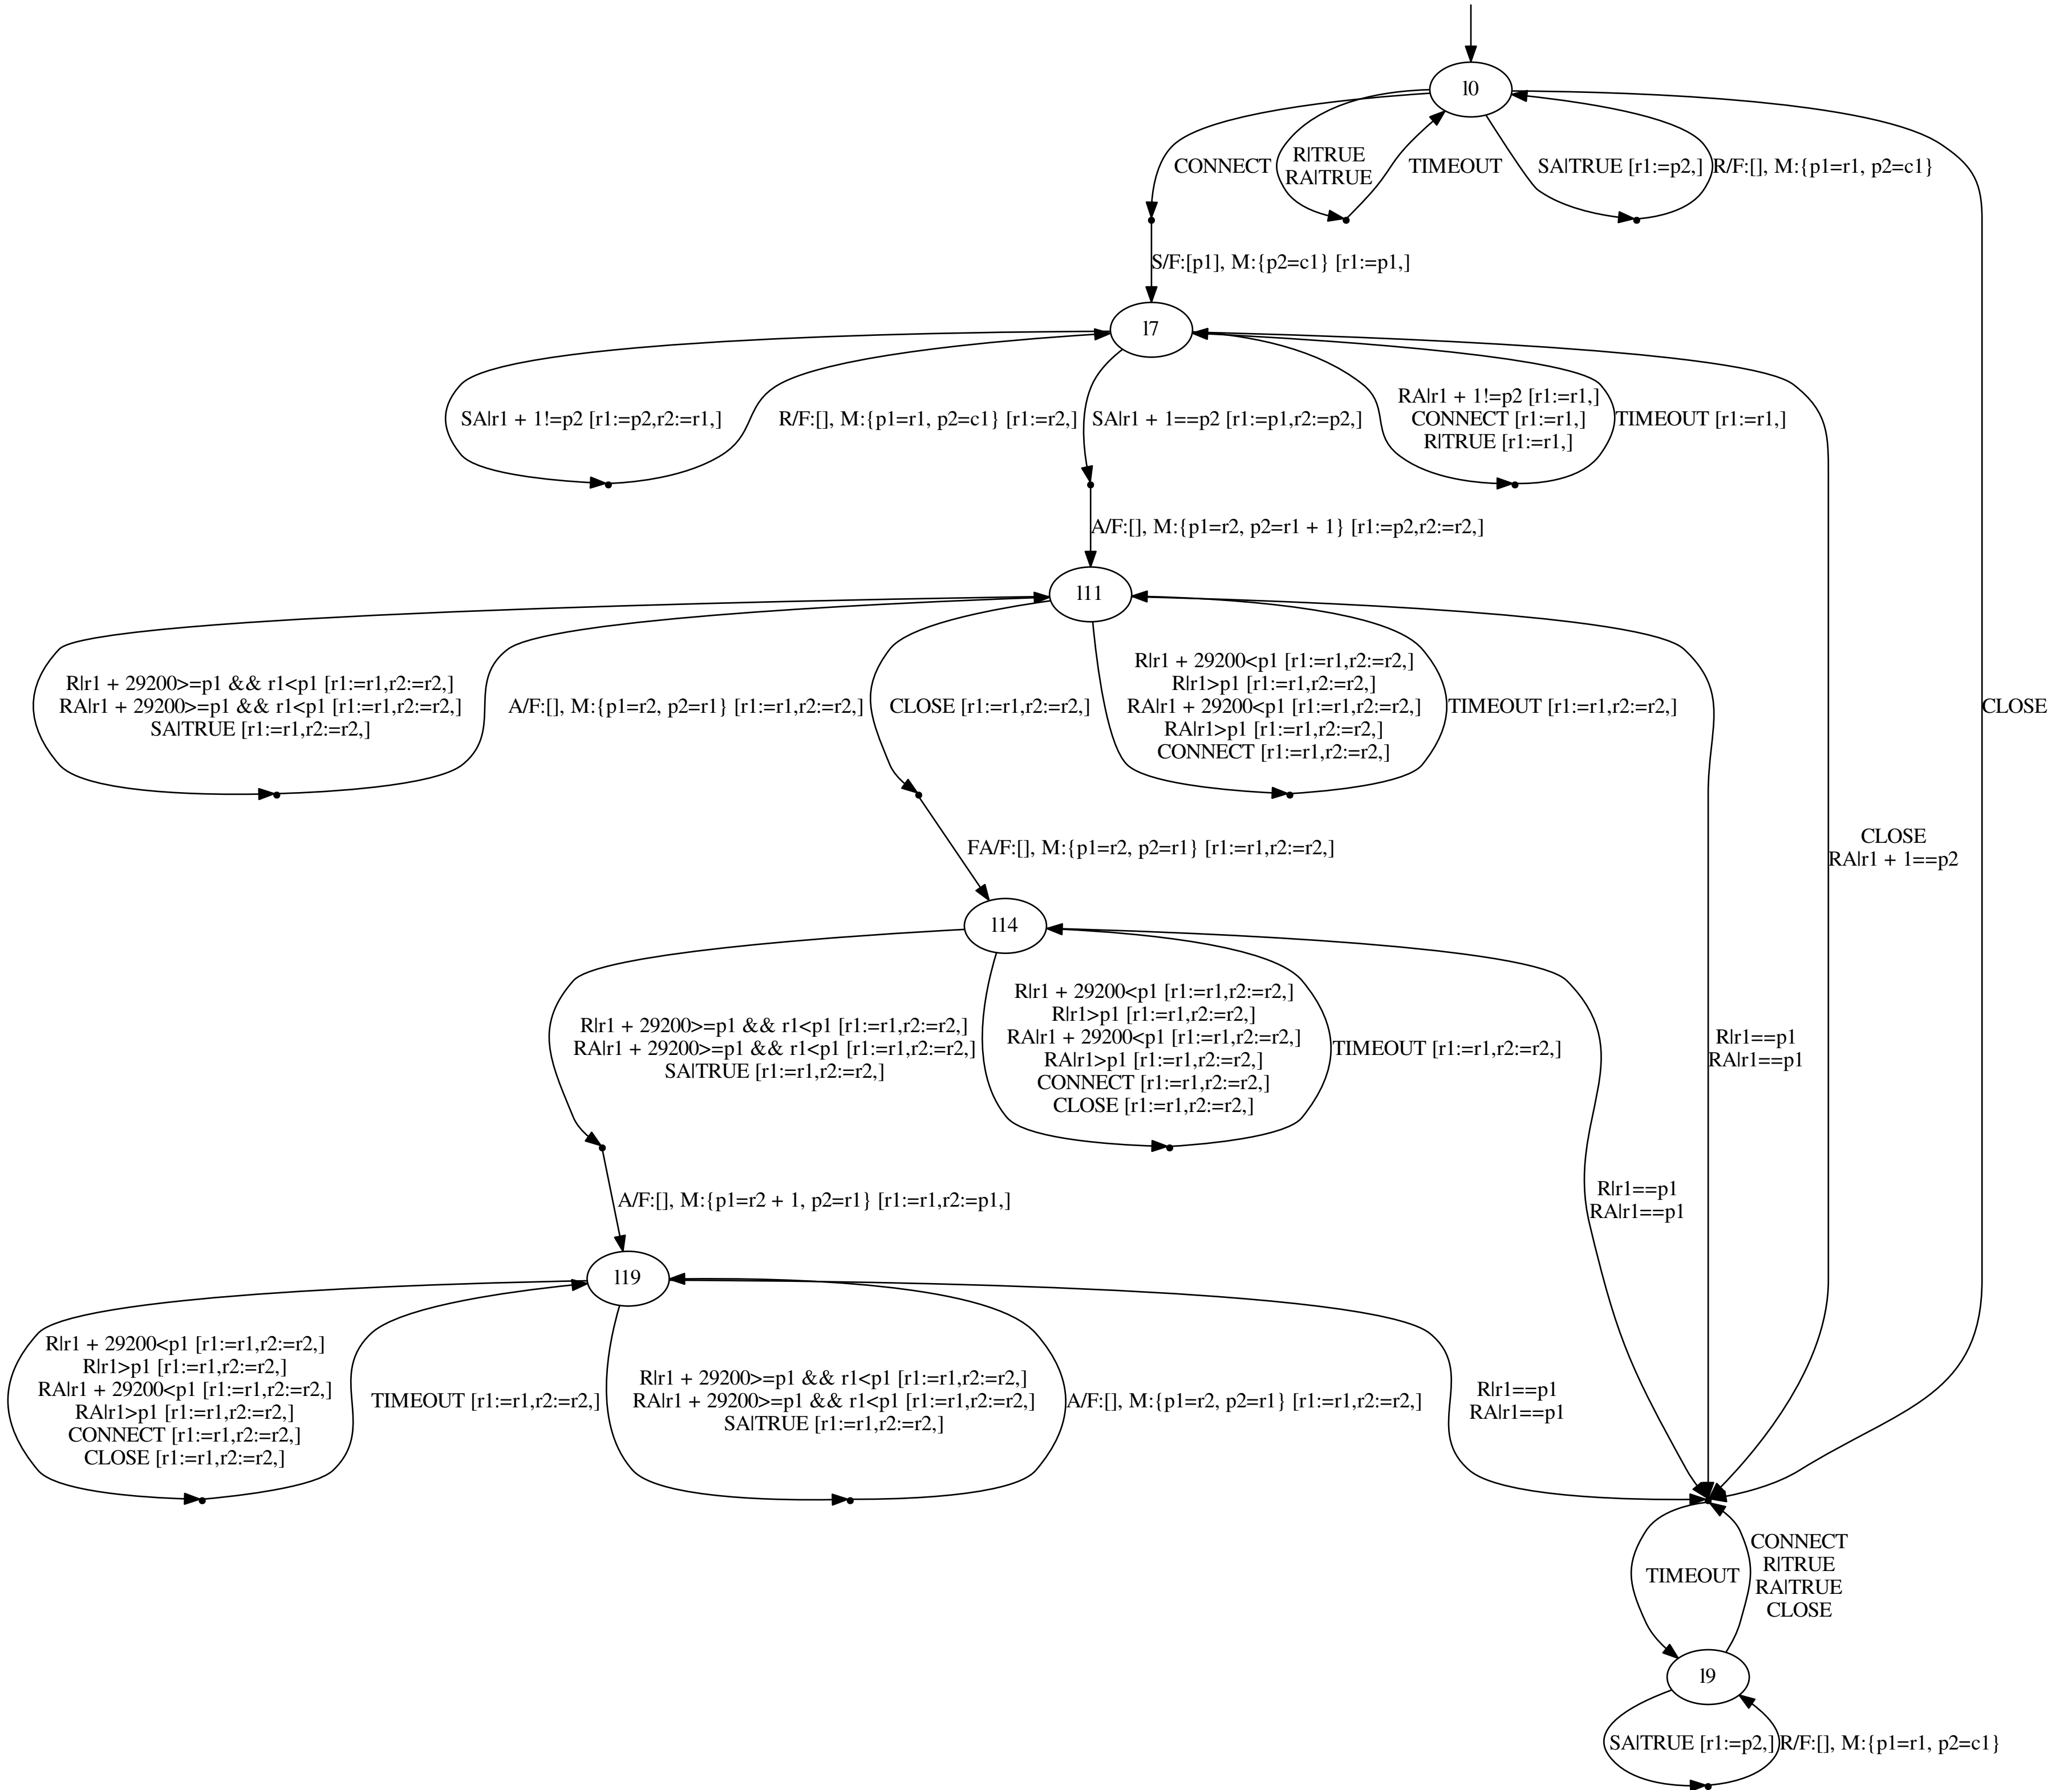 l0
CONNECT
R|TRUE
RA|TRUE
TIMEOUT
SA|TRUE [r1:=p2,]
R/F:[], M:{p1=r1, p2=c1}
S/F:[p1], M:{p2=c1} [r1:=p1,]
l7
SA|r1 + 1!=p2 [r1:=p2,r2:=r1,]
R/F:[], M:{p1=r1, p2=c1} [r1:=r2,]
SA|r1 + 1==p2 [r1:=p1,r2:=p2,]
RA|r1 + 1!=p2 [r1:=r1,]
CONNECT [r1:=r1,]
R|TRUE [r1:=r1,]
TIMEOUT [r1:=r1,]
A/F:[], M:{p1=r2, p2=r1 + 1} [r1:=p2,r2:=r2,]
l11
R|r1 + 29200>=p1 && r1<p1 [r1:=r1,r2:=r2,]
RA|r1 + 29200>=p1 && r1<p1 [r1:=r1,r2:=r2,]
SA|TRUE [r1:=r1,r2:=r2,]
A/F:[], M:{p1=r2, p2=r1} [r1:=r1,r2:=r2,]
CLOSE [r1:=r1,r2:=r2,]
R|r1 + 29200<p1 [r1:=r1,r2:=r2,]
R|r1>p1 [r1:=r1,r2:=r2,]
RA|r1 + 29200<p1 [r1:=r1,r2:=r2,]
RA|r1>p1 [r1:=r1,r2:=r2,]
CONNECT [r1:=r1,r2:=r2,]
TIMEOUT [r1:=r1,r2:=r2,]
CLOSE
FA/F:[], M:{p1=r2, p2=r1} [r1:=r1,r2:=r2,]
CLOSE
RA|r1 + 1==p2
l14
R|r1 + 29200>=p1 && r1<p1 [r1:=r1,r2:=r2,]
RA|r1 + 29200>=p1 && r1<p1 [r1:=r1,r2:=r2,]
SA|TRUE [r1:=r1,r2:=r2,]
R|r1 + 29200<p1 [r1:=r1,r2:=r2,]
R|r1>p1 [r1:=r1,r2:=r2,]
RA|r1 + 29200<p1 [r1:=r1,r2:=r2,]
RA|r1>p1 [r1:=r1,r2:=r2,]
CONNECT [r1:=r1,r2:=r2,]
CLOSE [r1:=r1,r2:=r2,]
TIMEOUT [r1:=r1,r2:=r2,]
R|r1==p1
RA|r1==p1
A/F:[], M:{p1=r2 + 1, p2=r1} [r1:=r1,r2:=p1,]
R|r1==p1
RA|r1==p1
l19
R|r1 + 29200<p1 [r1:=r1,r2:=r2,]
R|r1>p1 [r1:=r1,r2:=r2,]
RA|r1 + 29200<p1 [r1:=r1,r2:=r2,]
RA|r1>p1 [r1:=r1,r2:=r2,]
CONNECT [r1:=r1,r2:=r2,]
CLOSE [r1:=r1,r2:=r2,]
TIMEOUT [r1:=r1,r2:=r2,]
R|r1 + 29200>=p1 && r1<p1 [r1:=r1,r2:=r2,]
RA|r1 + 29200>=p1 && r1<p1 [r1:=r1,r2:=r2,]
SA|TRUE [r1:=r1,r2:=r2,]
A/F:[], M:{p1=r2, p2=r1} [r1:=r1,r2:=r2,]
R|r1==p1
RA|r1==p1
TIMEOUT
CONNECT
R|TRUE
RA|TRUE
CLOSE
l9
SA|TRUE [r1:=p2,]
R/F:[], M:{p1=r1, p2=c1}